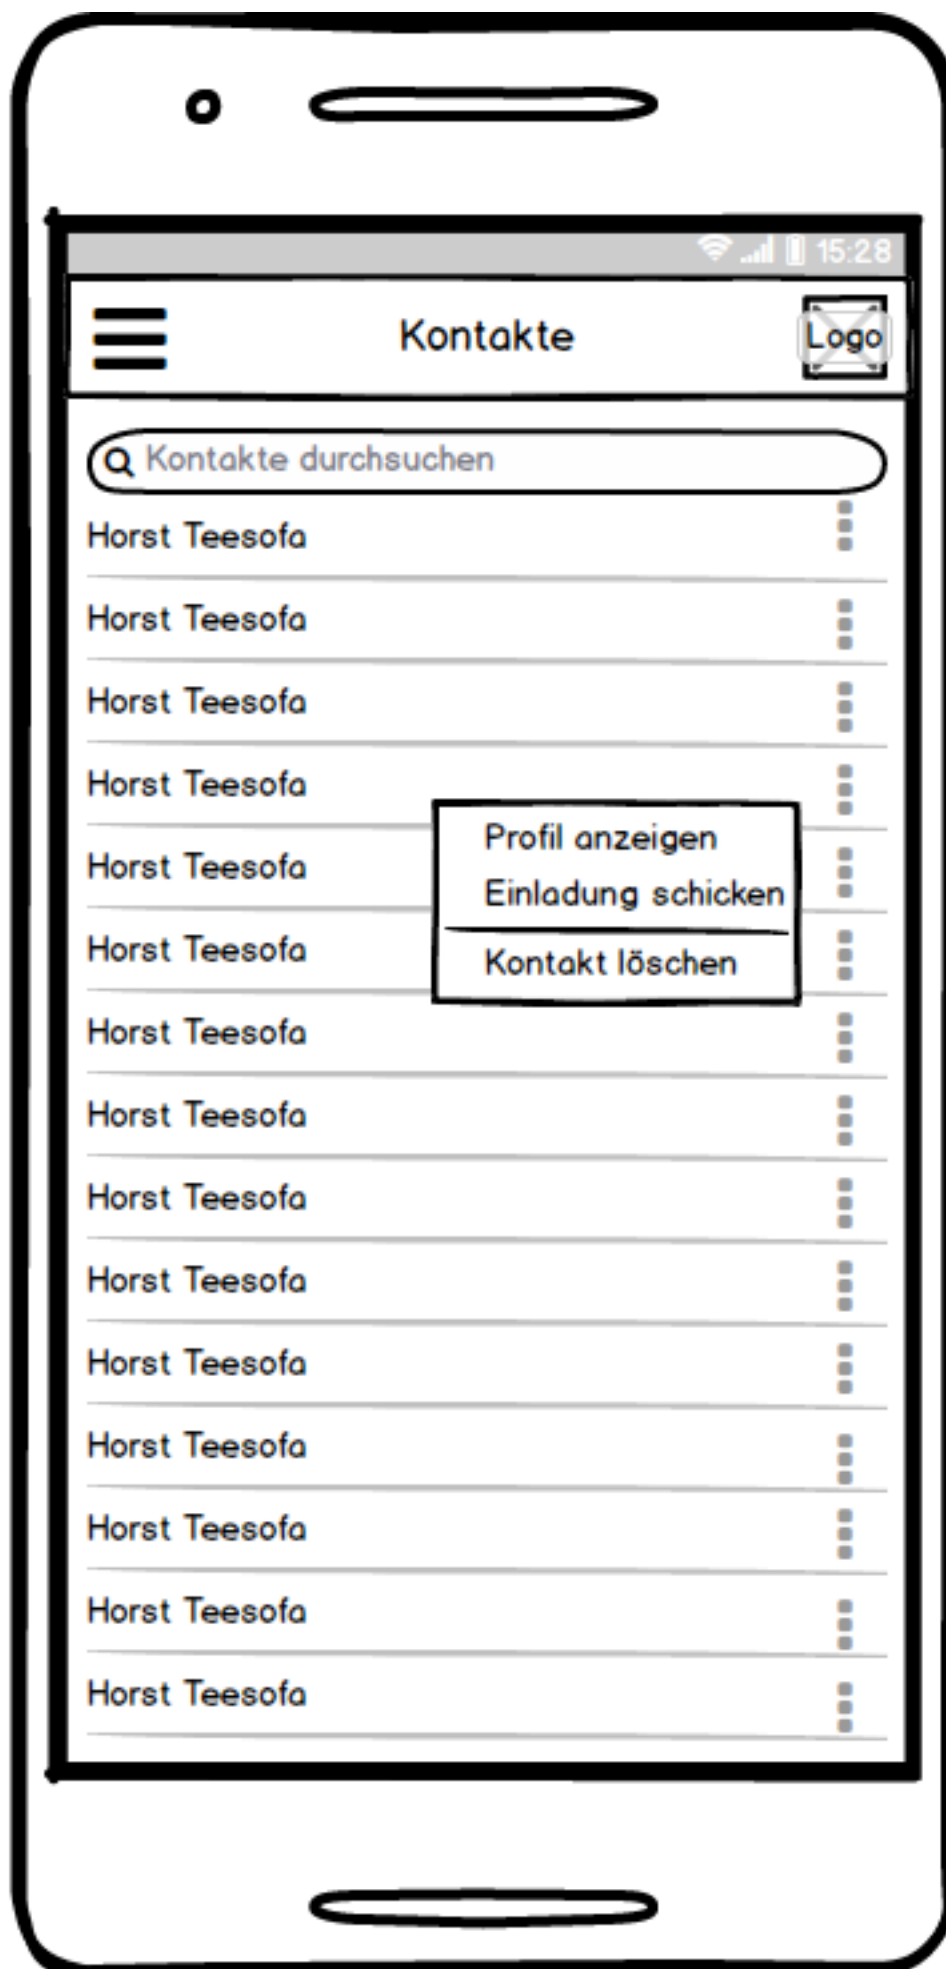 15:28
Kontakte
Logo
Kontakte durchsuchen
Horst Teesofa
Horst Teesofa
Horst Teesofa
Horst Teesofa
Profil anzeigen
Horst Teesofa
Einladung schicken
Horst Teesofa
Kontakt löschen
Horst Teesofa
Horst Teesofa
Horst Teesofa
Horst Teesofa
Horst Teesofa
Horst Teesofa
Horst Teesofa
Horst Teesofa
Horst Teesofa